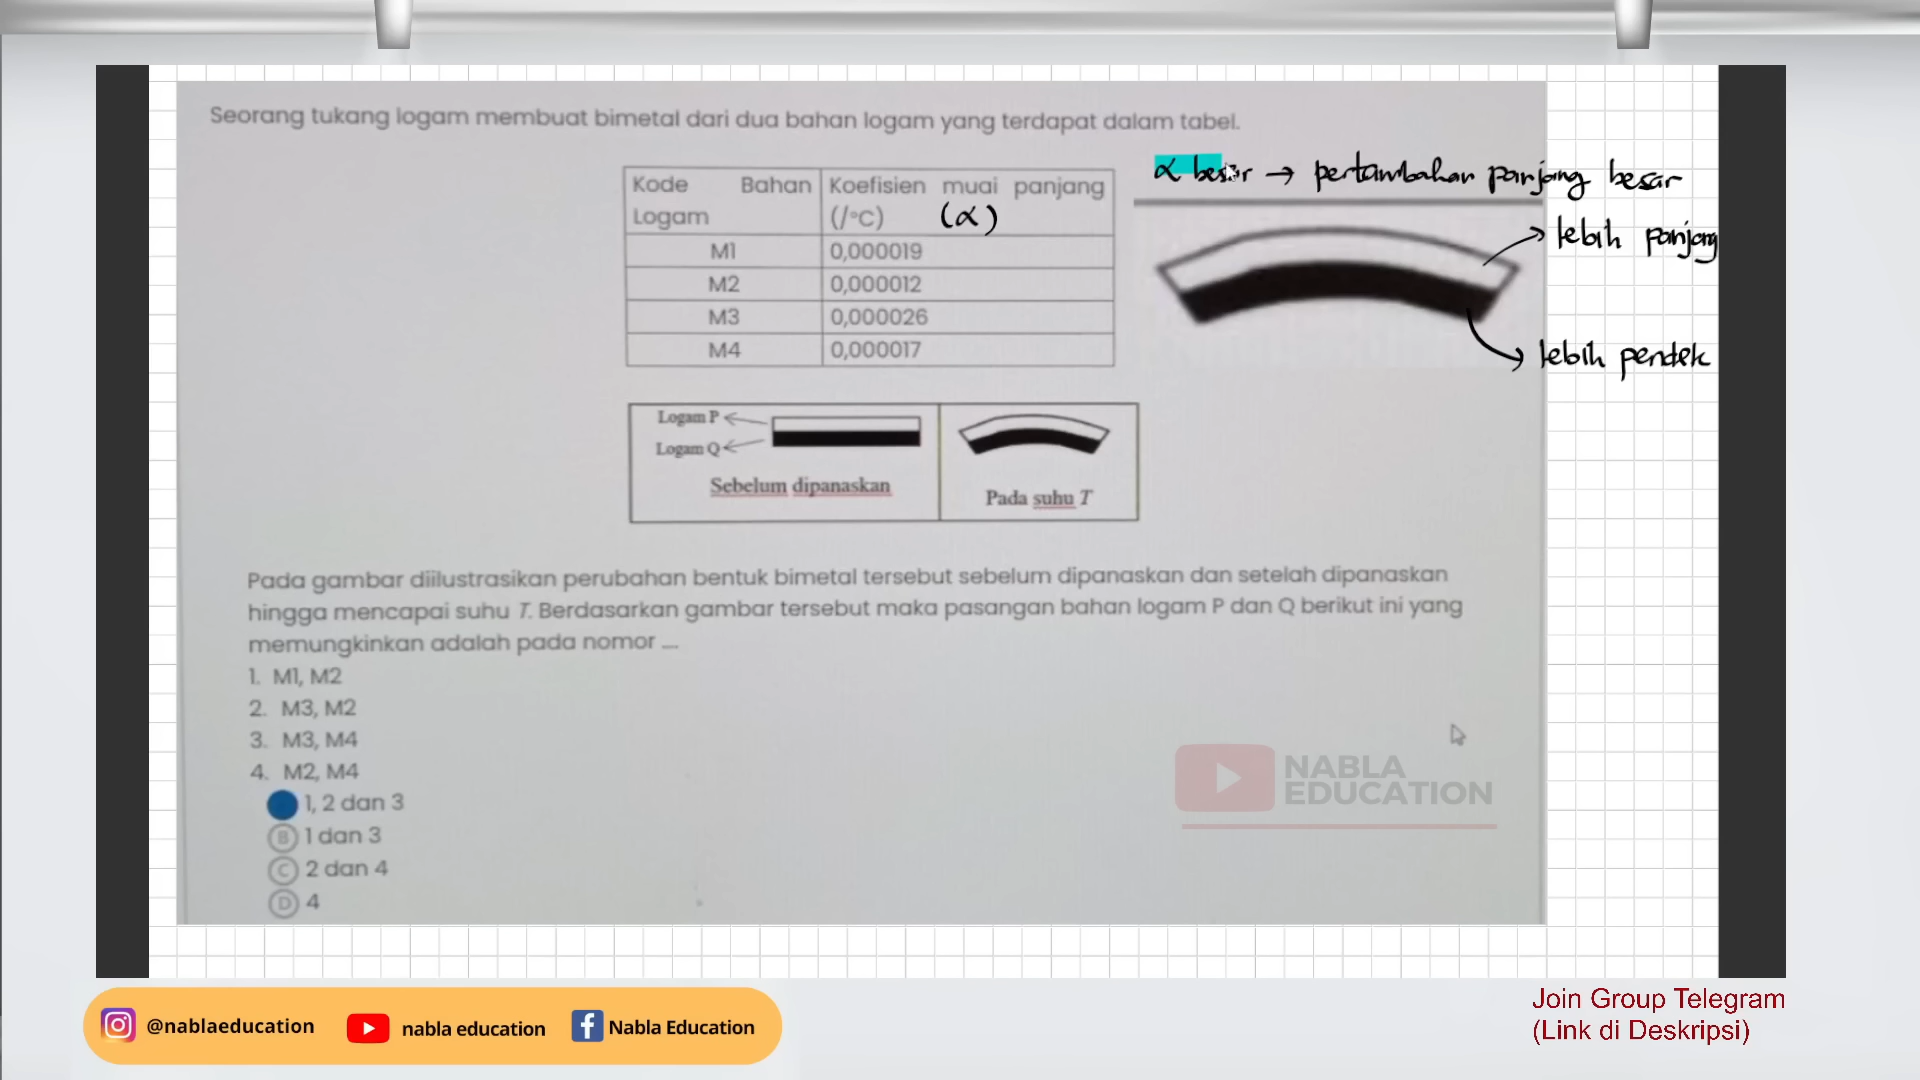 Seorang tukang logam membuat bimetal dari dua bahan logam yang terdapat dalam tabel.
α besar → pertambahan panjang besar
Kode Bahan Logam
Koefisien muai panjang (/°C) (α)
M1 0,000019
M2 0,000012
M3 0,000026
M4 0,000017
lebih panjang
lebih pendek
Logam P
Logam Q
Sebelum dipanaskan
Pada suhu T
Pada gambar diilustrasikan perubahan bentuk bimetal tersebut sebelum dipanaskan dan setelah dipanaskan
hingga mencapai suhu T. Berdasarkan gambar tersebut maka pasangan bahan logam P dan Q berikut ini yang
memungkinkan adalah pada nomor ....
1. M1, M2
2. M3, M2
3. M3, M4
4. M2, M4
1, 2 dan 3
B 1 dan 3
C 2 dan 4
D 4
NABLA
EDUCATION
@nablaeducation
nabla education
Nabla Education
Join Group Telegram
(Link di Deskripsi)